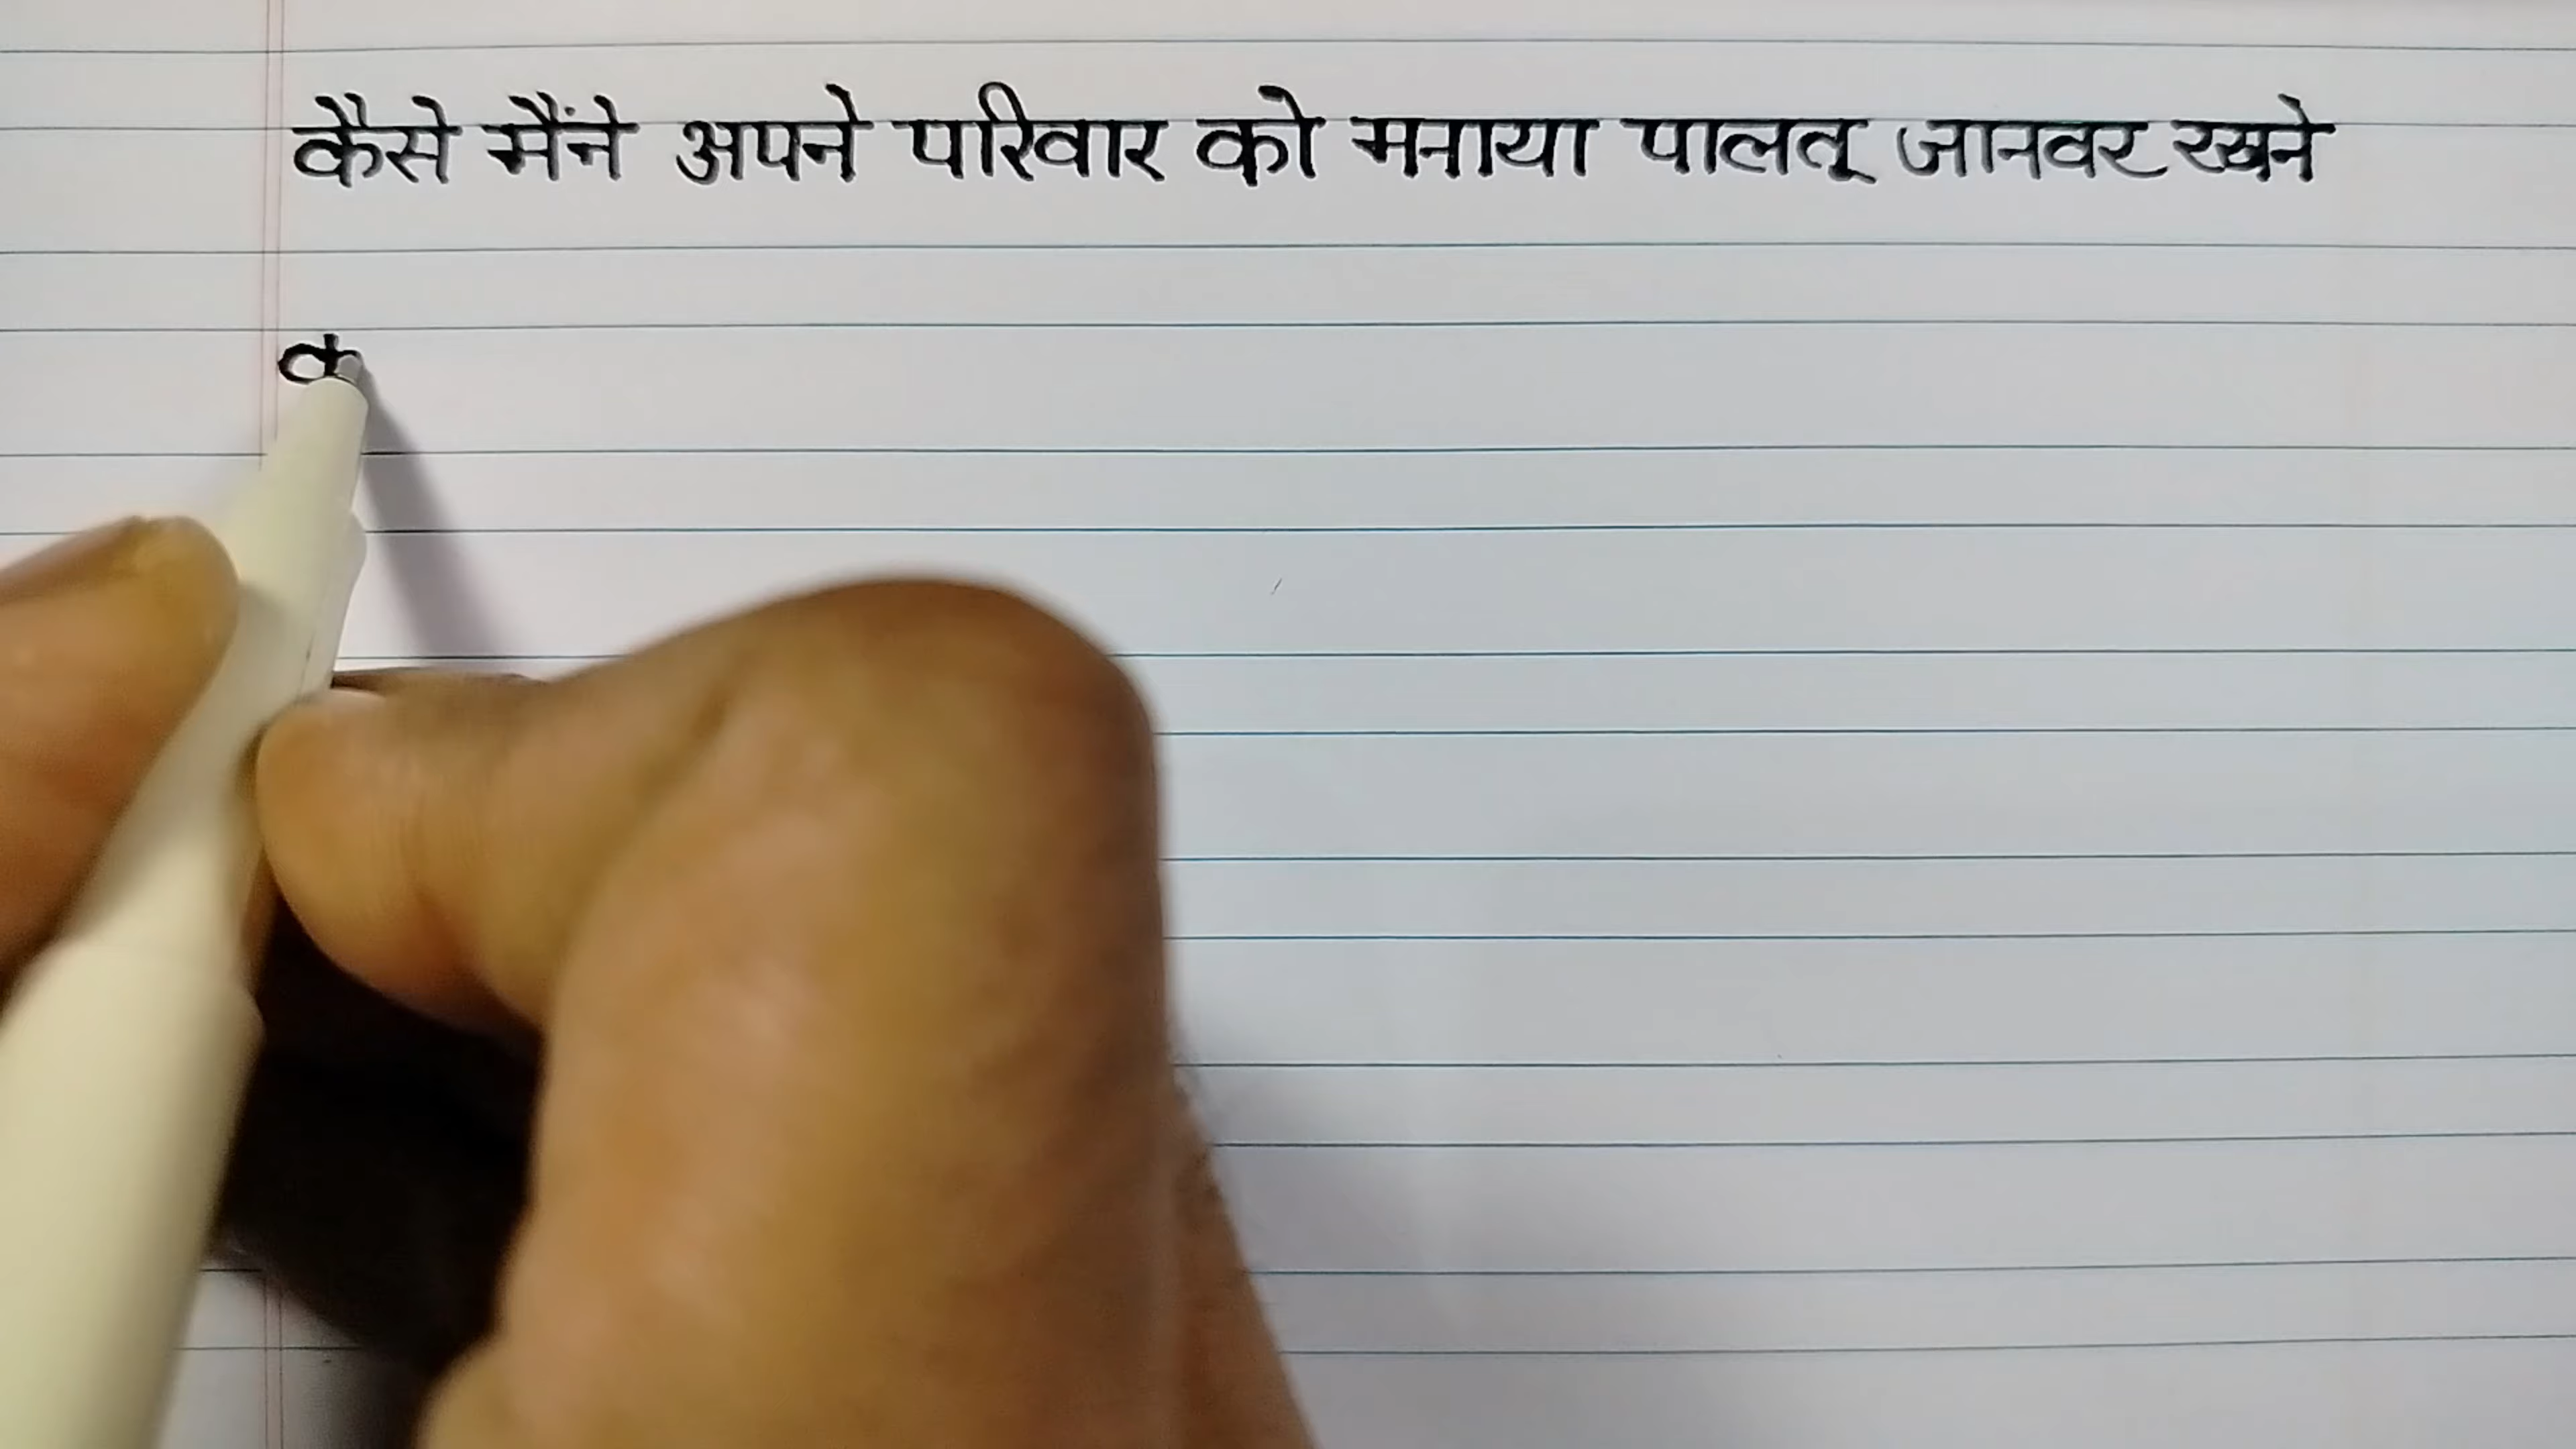 कैसे मैंने अपने परिवार को मनाया पालतू जानवर रखने